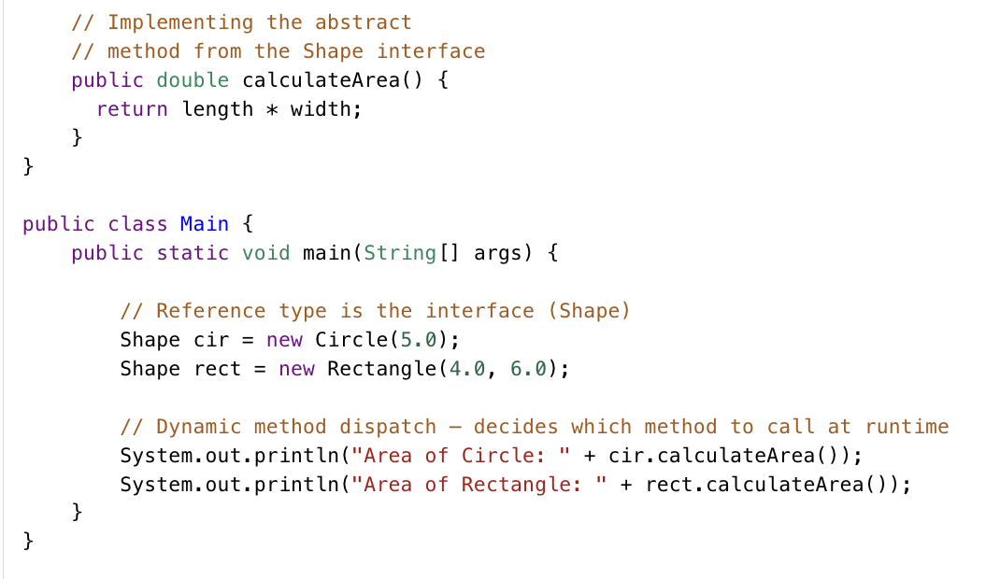 // Implementing the abstract
// method from the Shape interface
public double calculateArea() {
return length * width;
}
}
public class Main {
public static void main(String[] args) {
// Reference type is the interface (Shape)
Shape cir = new Circle(5.0);
Shape rect = new Rectangle(4.0, 6.0);
// Dynamic method dispatch — decides which method to call at runtime
System.out.println("Area of Circle: " + cir.calculateArea());
System.out.println("Area of Rectangle: " + rect.calculateArea());
}
}